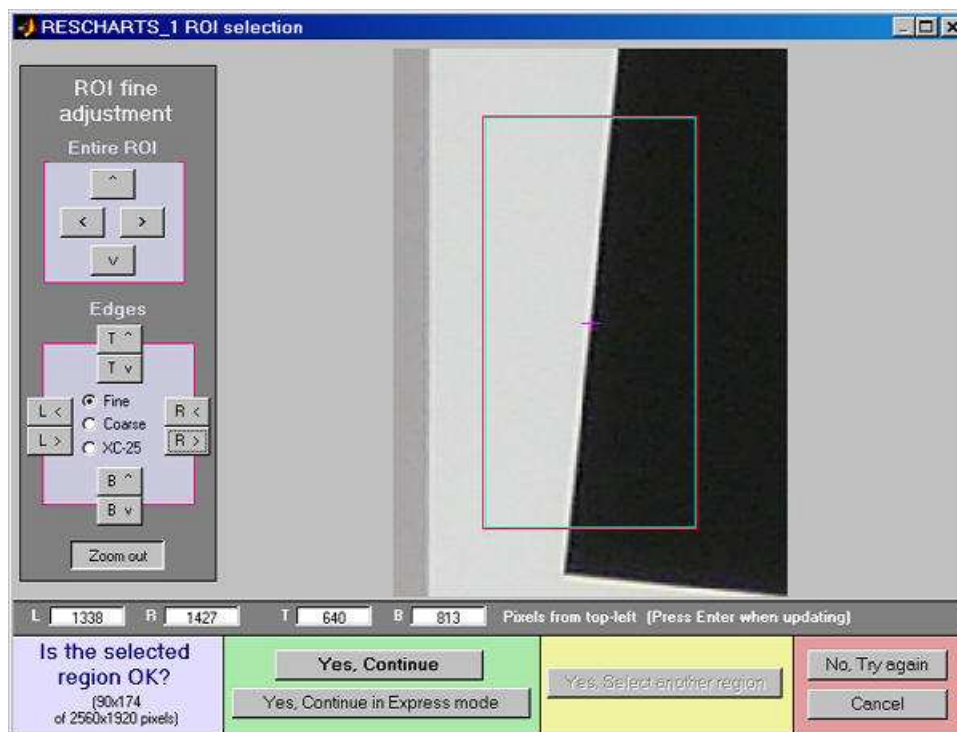 RESCHARTS_1 ROI selection
ROI fine
adjustment
Entire ROI
^
< >
v
Edges
T ^
T v
L < Fine R <
L > Coarse R >
XC-25
B ^
B v
Zoom out
L 1338 R 1427 T 640 B 813 Pixels from top-left (Press Enter when updating)
Is the selected
region OK?
(90x174
of 2560x1920 pixels)
Yes, Continue
Yes, Continue in Express mode
Yes, Select another region
No, Try again
Cancel